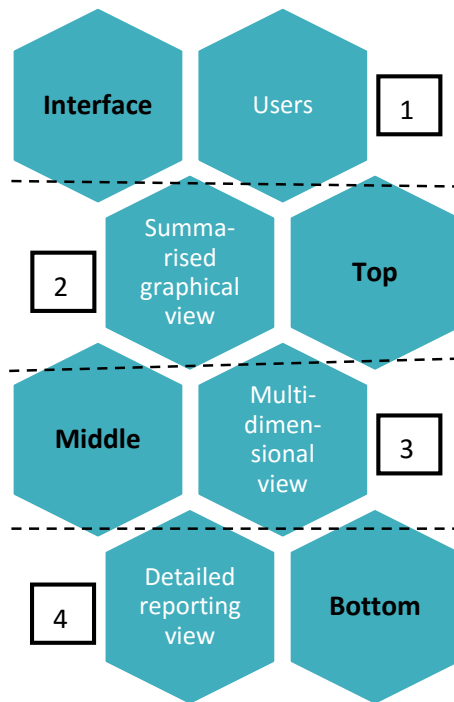 Interface
Users
1
2
Summa-
rised
graphical
view
Top
Middle
Multi-
dimen-
sional
view
3
4
Detailed
reporting
view
Bottom